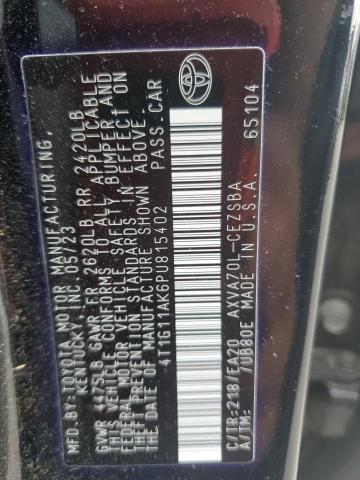 MFD.BY:TOYOTA MOTOR MANUFACTURING,
KENTUCKY, INC. 05/23
GVWR 4475LB GAWR FR 2620LB RR 2420LB
THIS VEHICLE CONFORMS TO ALL APPLICABLE
FEDERAL MOTOR VEHICLE SAFETY, BUMPER, AND
THEFT PREVENTION STANDARDS IN EFFECT ON
THE DATE OF MANUFACTURE SHOWN ABOVE.
4T1G11AK6PU815402 PASS.CAR
C/TR:218/EA20 AXVA70L-CEZSBA
A/TM: /UB80E MADE IN U.S.A. 65104